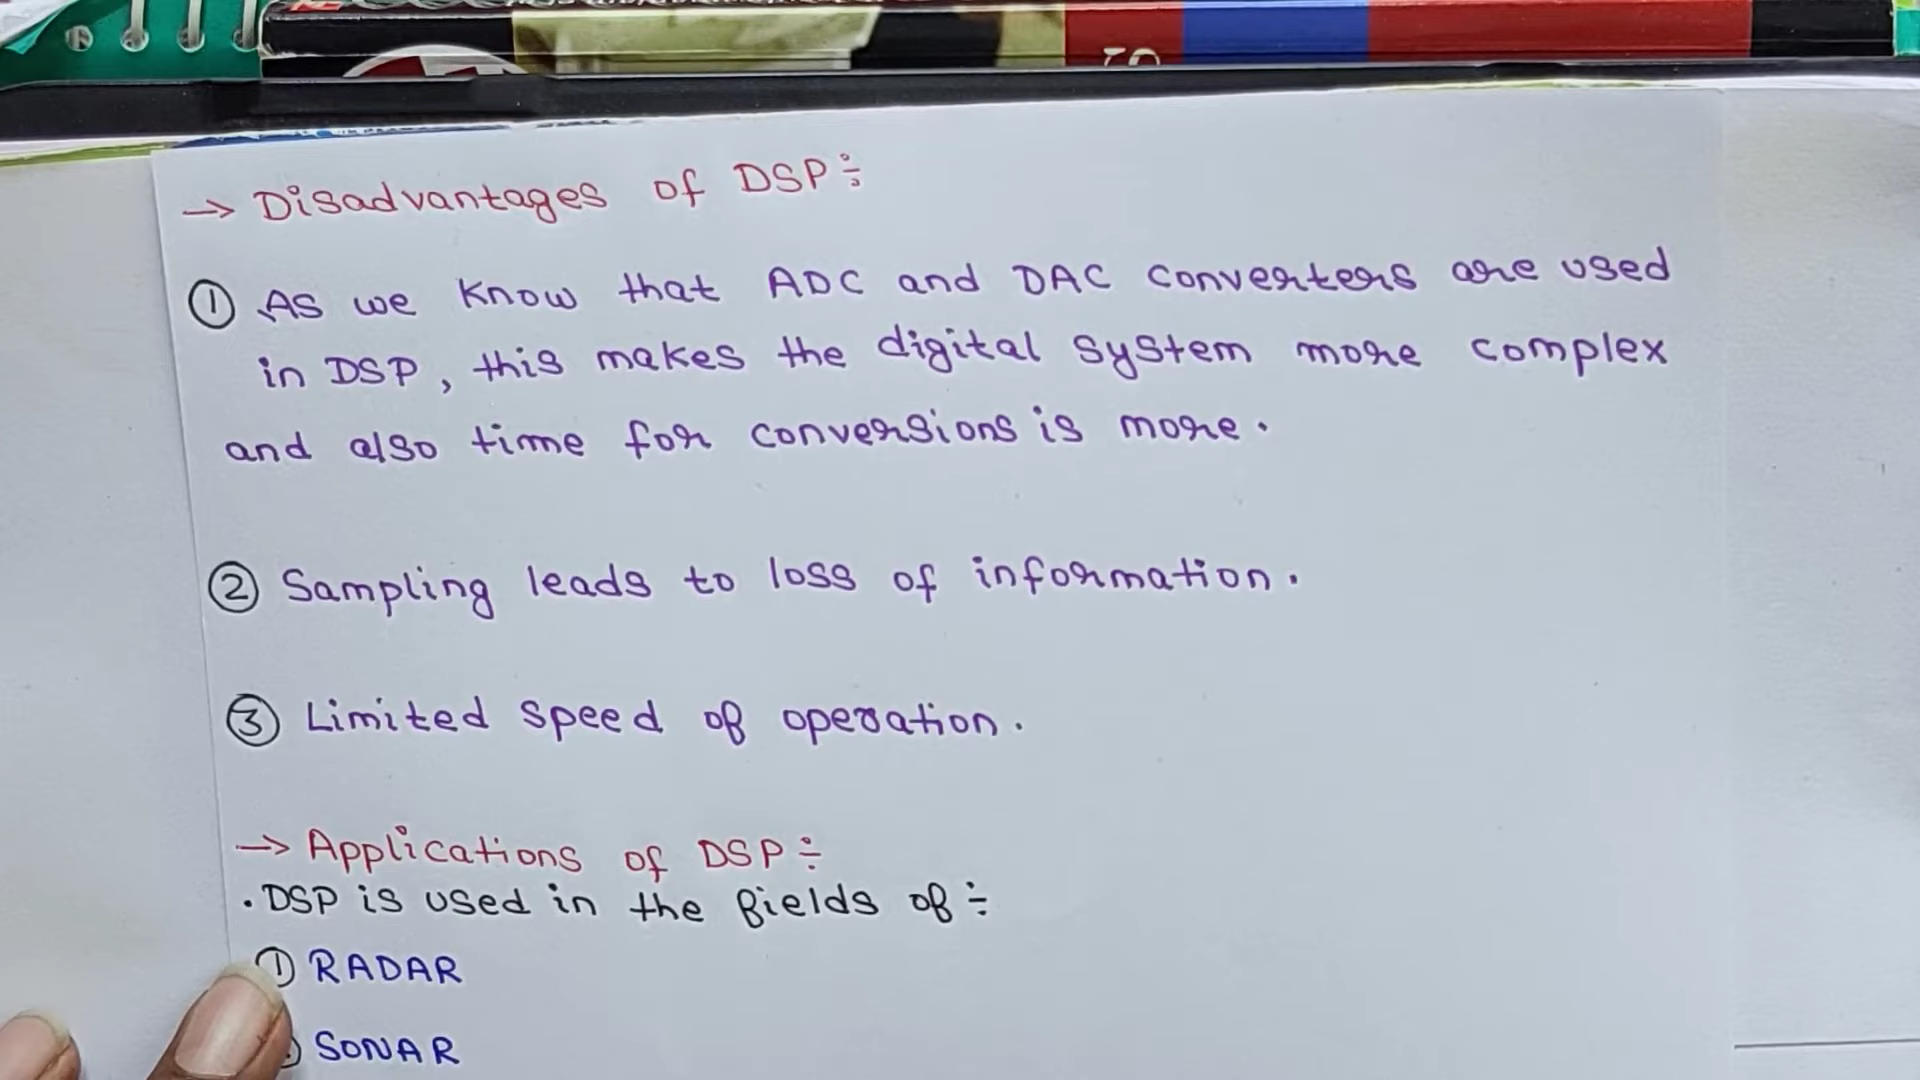 → Disadvantages of DSP÷
① As we know that ADC and DAC converters are used
in DSP, this makes the digital system more complex
and also time for conversions is more.
② Sampling leads to loss of information.
③ Limited speed of operation.
→ Applications of DSP÷
. DSP is used in the fields of÷
① RADAR
SONAR